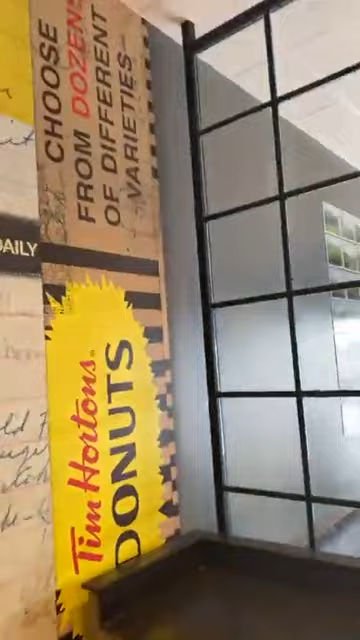 CHOOSE
FROM DOZENS
OF DIFFERENT
VARIETIES
DAILY
Tim Hortons
DONUTS